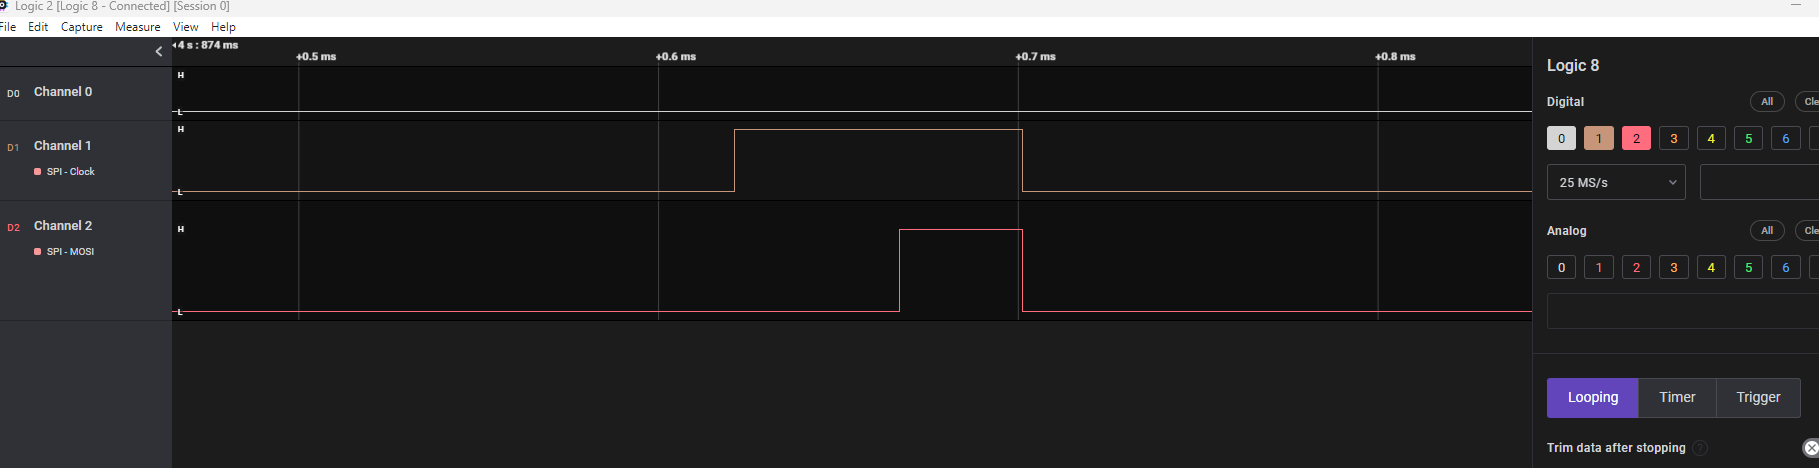 Logic 2 [Logic 8 - Connected] [Session 0]
File Edit Capture Measure View Help
4 s : 874 ms
+0.5 ms +0.6 ms +0.7 ms +0.8 ms
D0 Channel 0
H
L
D1 Channel 1
H
SPI - Clock
L
D2 Channel 2
H
SPI - MOSI
L
Logic 8
Digital All Cle
0 1 2 3 4 5 6
25 MS/s
Analog All Cle
0 1 2 3 4 5 6
Looping Timer Trigger
Trim data after stopping ?